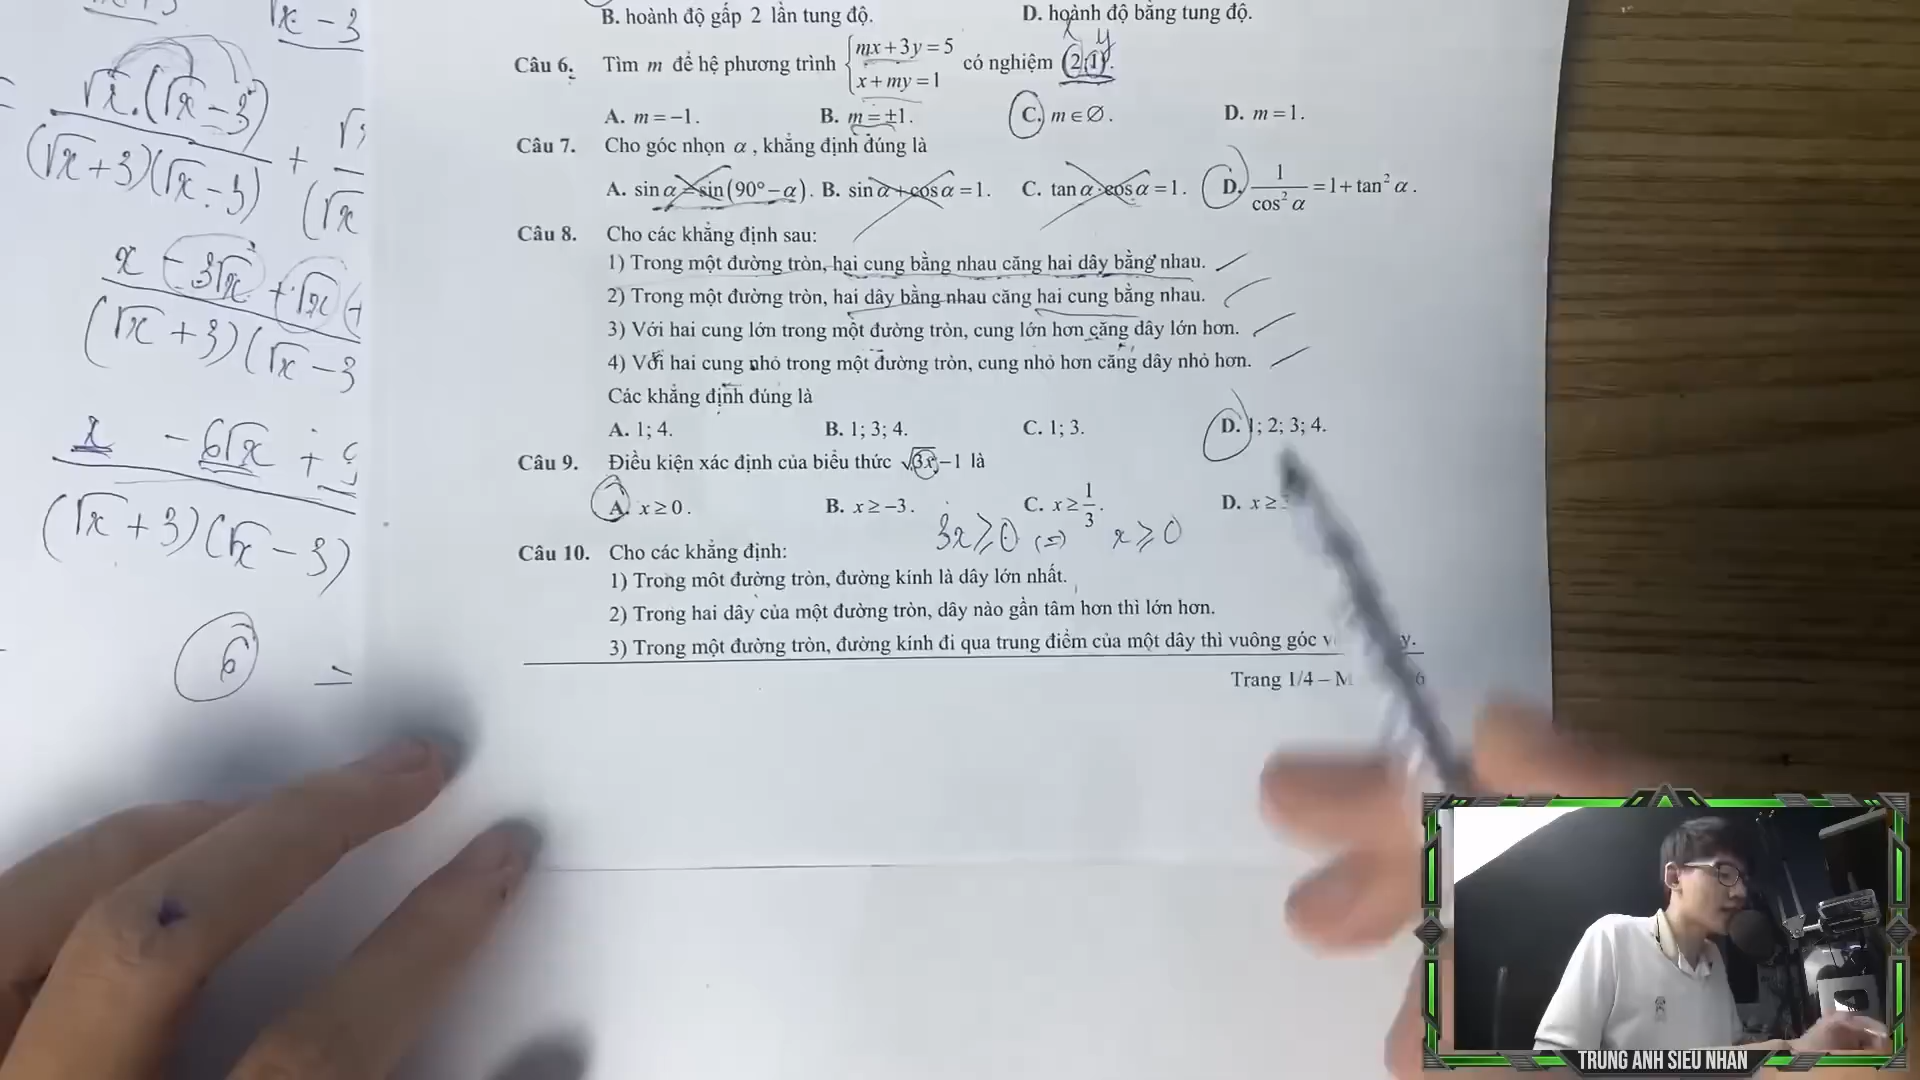 B. hoành độ gấp 2 lần tung độ.
D. hoành độ bằng tung độ.
x y
Câu 6. Tìm m để hệ phương trình { mx + 3y = 5
x + my = 1 có nghiệm (2;1).
A. m = −1. B. m = ±1. C. m ∈ ∅. D. m = 1.
Câu 7. Cho góc nhọn α, khẳng định đúng là
A. sin α = sin(90° − α). B. sin α + cos α = 1. C. tan α · cos α = 1. D. 1/cos² α = 1 + tan² α.
Câu 8. Cho các khẳng định sau:
1) Trong một đường tròn, hai cung bằng nhau căng hai dây bằng nhau.
2) Trong một đường tròn, hai dây bằng nhau căng hai cung bằng nhau.
3) Với hai cung lớn trong một đường tròn, cung lớn hơn căng dây lớn hơn.
4) Với hai cung nhỏ trong một đường tròn, cung nhỏ hơn căng dây nhỏ hơn.
Các khẳng định đúng là
A. 1; 4. B. 1; 3; 4. C. 1; 3. D. 1; 2; 3; 4.
Câu 9. Điều kiện xác định của biểu thức √3x − 1 là
A. x ≥ 0. B. x ≥ −3. C. x ≥ 1/3. D. x ≥
3x ⩾ 0 (=) x ⩾ 0
Câu 10. Cho các khẳng định:
1) Trong một đường tròn, đường kính là dây lớn nhất.
2) Trong hai dây của một đường tròn, dây nào gần tâm hơn thì lớn hơn.
3) Trong một đường tròn, đường kính đi qua trung điểm của một dây thì vuông góc
Trang 1/4 – M 6
√x − 3
= √x.(√x − 3)
(√x + 3)(√x − 3)
+
x − 3√x + √x
(√x + 3)(√x − 3
x − 6√x +
(√x + 3)(√x − 3)
6 =
TRUNG ANH SIEU NHAN